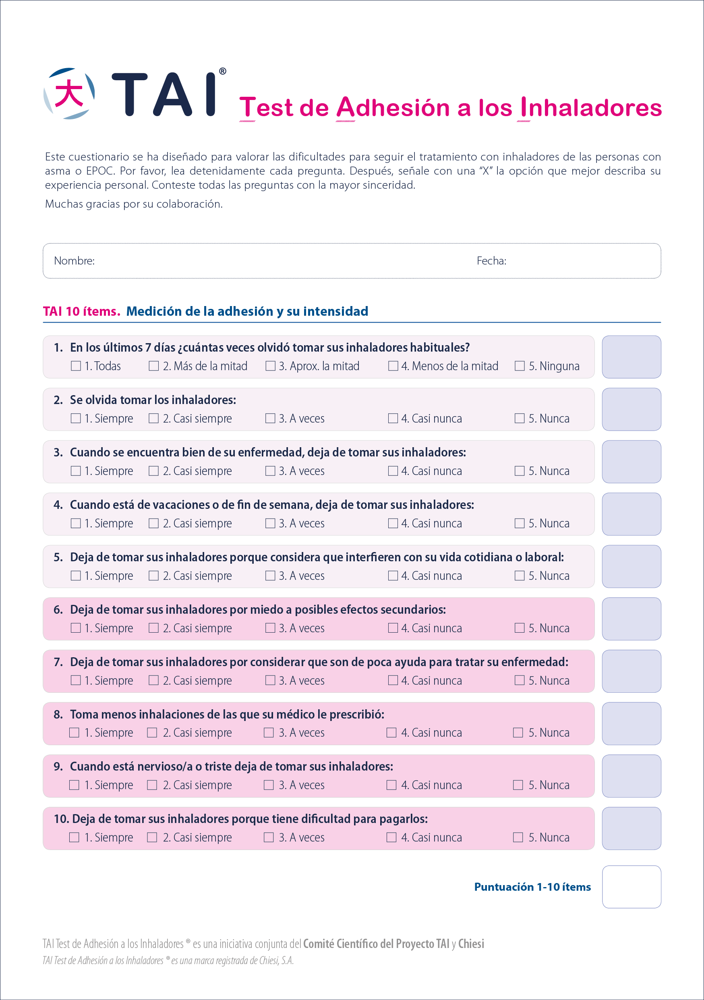 大 TAI®
Test de Adhesión a los Inhaladores
Este cuestionario se ha diseñado para valorar las dificultades para seguir el tratamiento con inhaladores de las personas con
asma o EPOC. Por favor, lea detenidamente cada pregunta. Después, señale con una “X” la opción que mejor describa su
experiencia personal. Conteste todas las preguntas con la mayor sinceridad.
Muchas gracias por su colaboración.
Nombre: Fecha:
TAI 10 ítems. Medición de la adhesión y su intensidad
1. En los últimos 7 días ¿cuántas veces olvidó tomar sus inhaladores habituales?
1. Todas 2. Más de la mitad 3. Aprox. la mitad 4. Menos de la mitad 5. Ninguna
2. Se olvida tomar los inhaladores:
1. Siempre 2. Casi siempre 3. A veces 4. Casi nunca 5. Nunca
3. Cuando se encuentra bien de su enfermedad, deja de tomar sus inhaladores:
1. Siempre 2. Casi siempre 3. A veces 4. Casi nunca 5. Nunca
4. Cuando está de vacaciones o de fin de semana, deja de tomar sus inhaladores:
1. Siempre 2. Casi siempre 3. A veces 4. Casi nunca 5. Nunca
5. Deja de tomar sus inhaladores porque considera que interfieren con su vida cotidiana o laboral:
1. Siempre 2. Casi siempre 3. A veces 4. Casi nunca 5. Nunca
6. Deja de tomar sus inhaladores por miedo a posibles efectos secundarios:
1. Siempre 2. Casi siempre 3. A veces 4. Casi nunca 5. Nunca
7. Deja de tomar sus inhaladores por considerar que son de poca ayuda para tratar su enfermedad:
1. Siempre 2. Casi siempre 3. A veces 4. Casi nunca 5. Nunca
8. Toma menos inhalaciones de las que su médico le prescribió:
1. Siempre 2. Casi siempre 3. A veces 4. Casi nunca 5. Nunca
9. Cuando está nervioso/a o triste deja de tomar sus inhaladores:
1. Siempre 2. Casi siempre 3. A veces 4. Casi nunca 5. Nunca
10. Deja de tomar sus inhaladores porque tiene dificultad para pagarlos:
1. Siempre 2. Casi siempre 3. A veces 4. Casi nunca 5. Nunca
Puntuación 1-10 ítems
TAI Test de Adhesión a los Inhaladores ® es una iniciativa conjunta del Comité Científico del Proyecto TAI y Chiesi
TAI Test de Adhesión a los Inhaladores ® es una marca registrada de Chiesi, S.A.